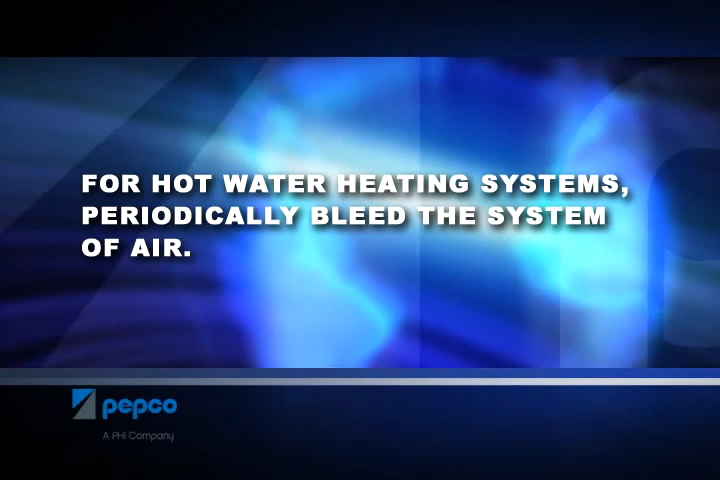 FOR HOT WATER HEATING SYSTEMS,
PERIODICALLY BLEED THE SYSTEM
OF AIR.
pepco
A PHI Company